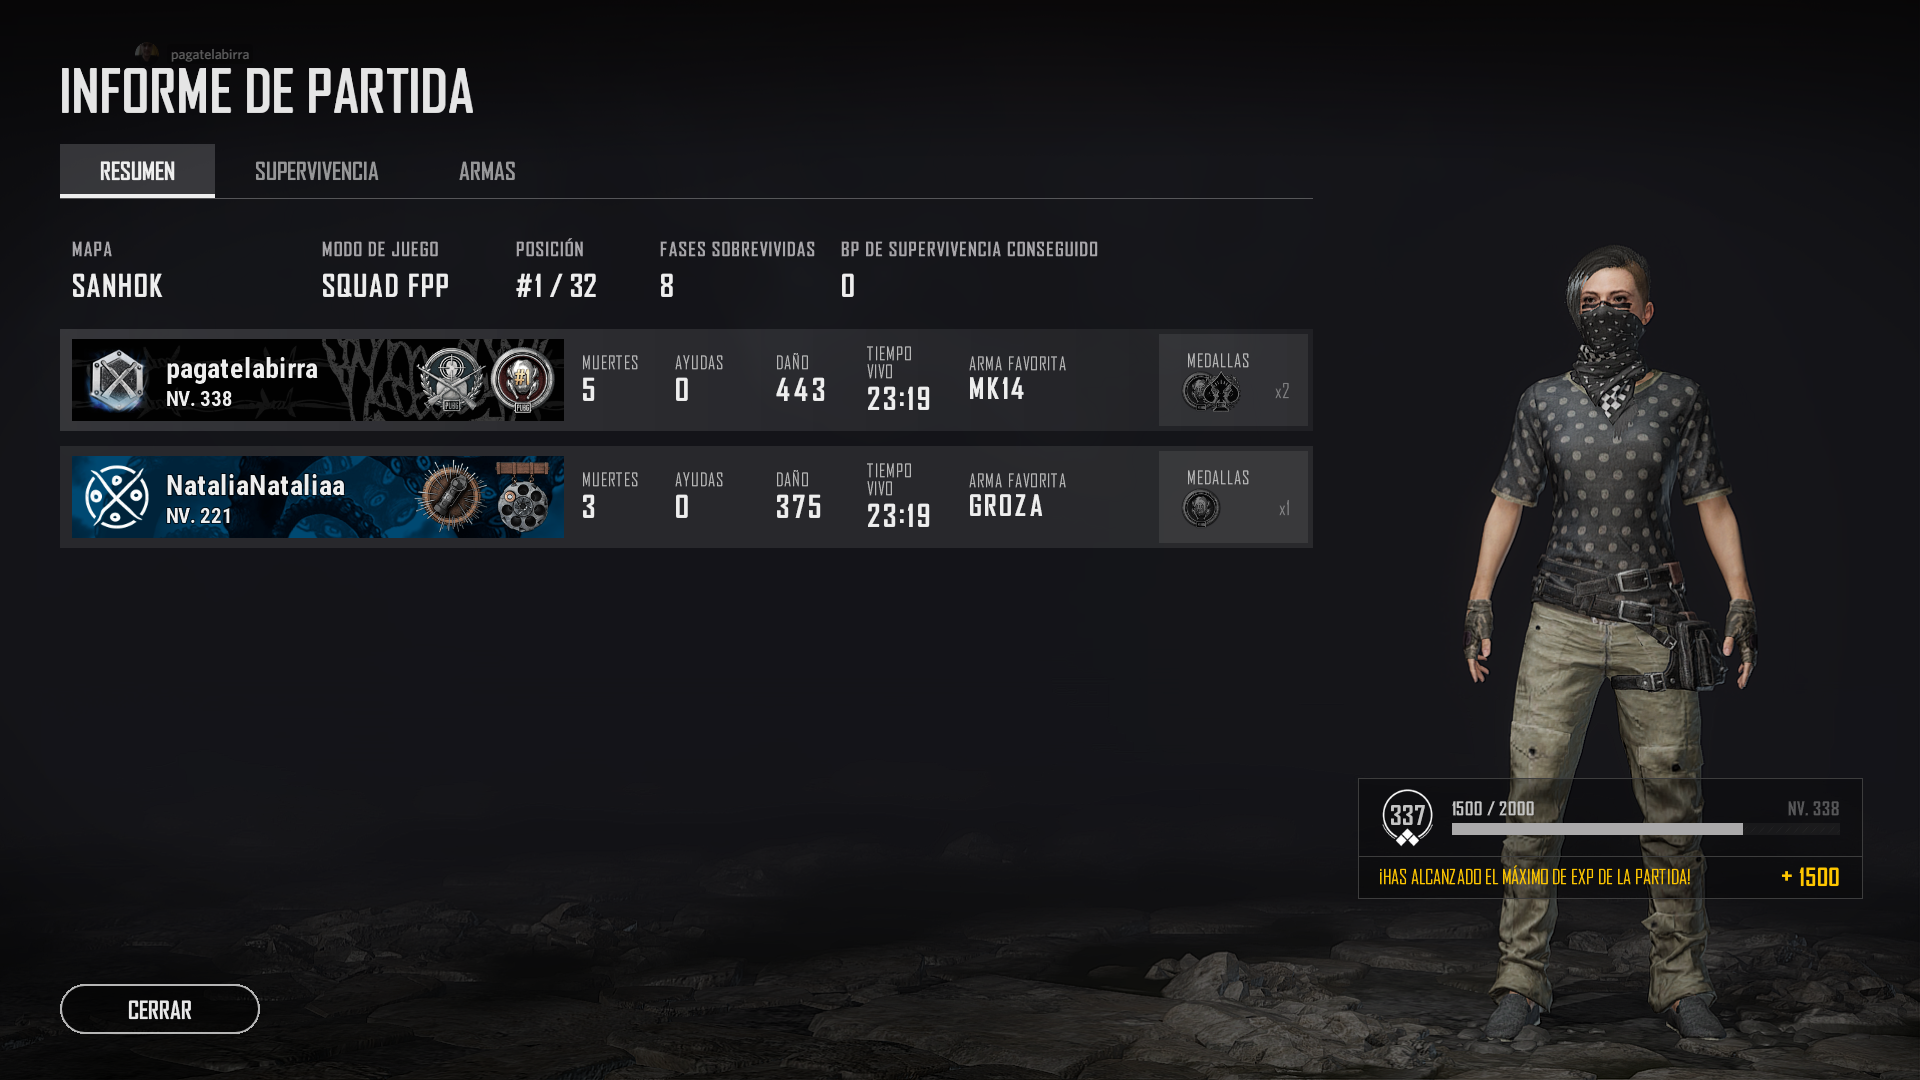 pagatelabirra
INFORME DE PARTIDA
RESUMEN SUPERVIVENCIA ARMAS
MAPA MODO DE JUEGO POSICIÓN FASES SOBREVIVIDAS BP DE SUPERVIVENCIA CONSEGUIDO
SANHOK SQUAD FPP #1 / 32 8 0
pagatelabirra
NV. 338
MUERTES
5
AYUDAS
0
DAÑO
443
TIEMPO
VIVO
23:19
ARMA FAVORITA
MK14
MEDALLAS
x2
NataliaNataliaa
NV. 221
MUERTES
3
AYUDAS
0
DAÑO
375
TIEMPO
VIVO
23:19
ARMA FAVORITA
GROZA
MEDALLAS
x1
337
1500 / 2000 NV. 338
¡HAS ALCANZADO EL MÁXIMO DE EXP DE LA PARTIDA! + 1500
CERRAR